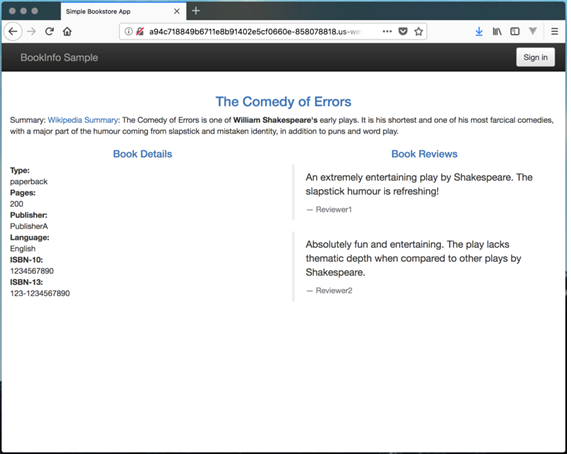 Simple Bookstore App
a94c718849b6711e8b91402e5cf0660e-858078818.us-we
BookInfo Sample
Sign in
The Comedy of Errors
Summary: Wikipedia Summary: The Comedy of Errors is one of William Shakespeare's early plays. It is his shortest and one of his most farcical comedies,
with a major part of the humour coming from slapstick and mistaken identity, in addition to puns and word play.
Book Details
Type:
paperback
Pages:
200
Publisher:
PublisherA
Language:
English
ISBN-10:
1234567890
ISBN-13:
123-1234567890
Book Reviews
An extremely entertaining play by Shakespeare. The
slapstick humour is refreshing!
— Reviewer1
Absolutely fun and entertaining. The play lacks
thematic depth when compared to other plays by
Shakespeare.
— Reviewer2